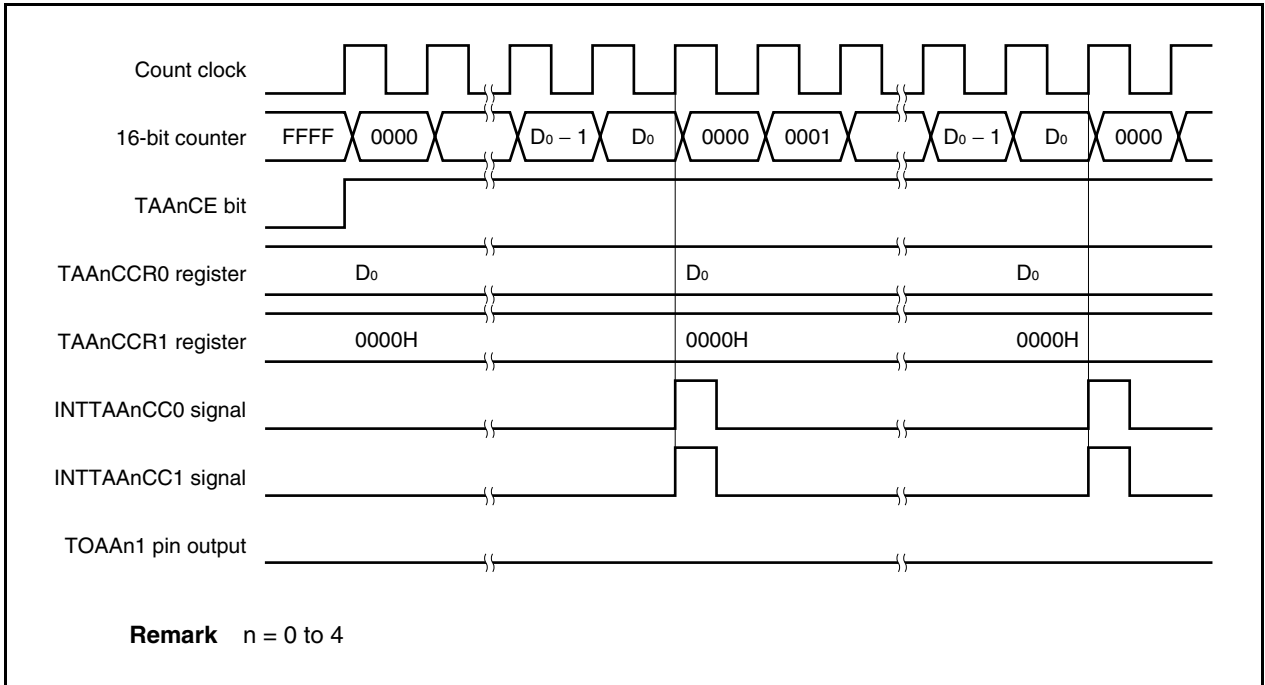 Count clock
16-bit counter FFFF 0000 D₀ − 1 D₀ 0000 0001 D₀ − 1 D₀ 0000
TAAnCE bit
TAAnCCR0 register D₀ D₀ D₀
TAAnCCR1 register 0000H 0000H 0000H
INTTAAnCC0 signal
INTTAAnCC1 signal
TOAAn1 pin output
Remark n = 0 to 4